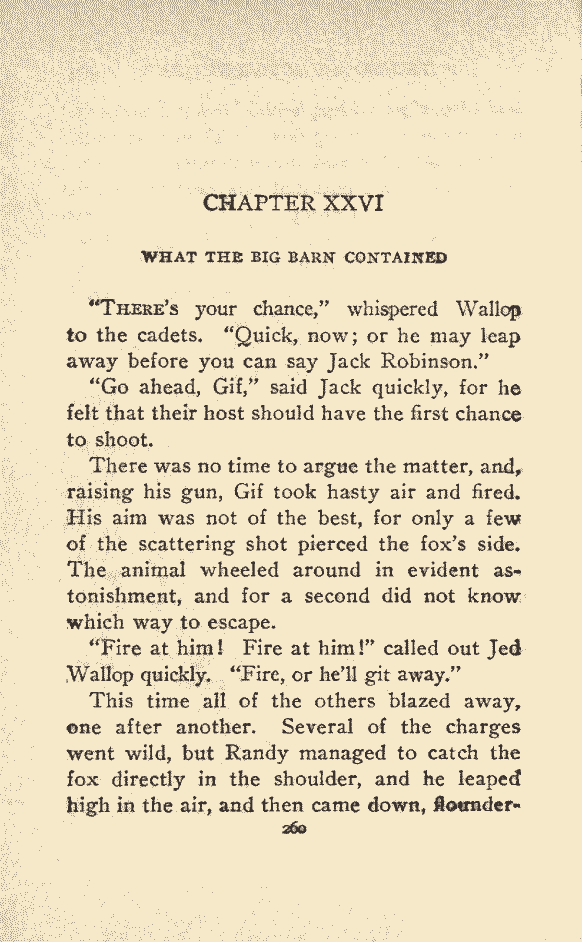 CHAPTER XXVI
WHAT THE BIG BARN CONTAINED
“THERE’S your chance,” whispered Wallop
to the cadets. “Quick, now; or he may leap
away before you can say Jack Robinson.”
“Go ahead, Gif,” said Jack quickly, for he
felt that their host should have the first chance
to shoot.
There was no time to argue the matter, and,
raising his gun, Gif took hasty air and fired.
His aim was not of the best, for only a few
of the scattering shot pierced the fox’s side.
The animal wheeled around in evident as-
tonishment, and for a second did not know
which way to escape.
“Fire at him! Fire at him!” called out Jed
Wallop quickly. “Fire, or he’ll git away.”
This time all of the others blazed away,
one after another. Several of the charges
went wild, but Randy managed to catch the
fox directly in the shoulder, and he leaped
high in the air, and then came down, flounder-
260